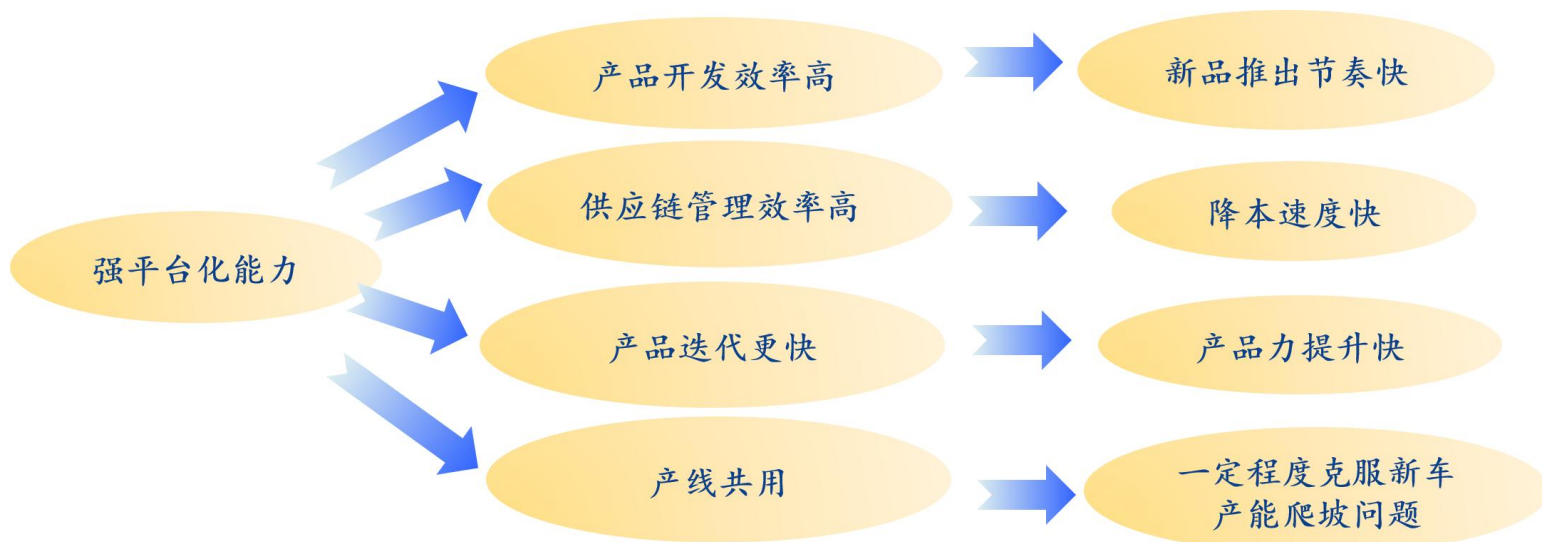 产品开发效率高
新品推出节奏快
供应链管理效率高
降本速度快
强平台化能力
产品迭代更快
产品力提升快
产线共用
一定程度克服新车
产能爬坡问题